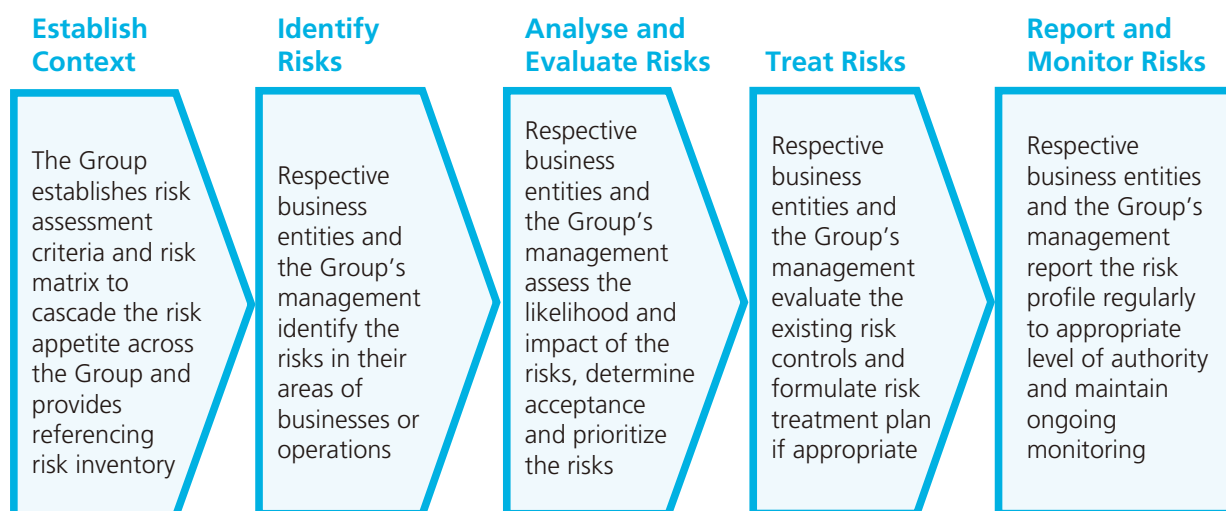 Establish
Context
The Group
establishes risk
assessment
criteria and risk
matrix to
cascade the risk
appetite across
the Group and
provides
referencing
risk inventory
Identify
Risks
Respective
business
entities and
the Group’s
management
identify the
risks in their
areas of
businesses or
operations
Analyse and
Evaluate Risks
Respective
business
entities and
the Group’s
management
assess the
likelihood and
impact of the
risks, determine
acceptance
and prioritize
the risks
Treat Risks
Respective
business
entities and
the Group’s
management
evaluate the
existing risk
controls and
formulate risk
treatment plan
if appropriate
Report and
Monitor Risks
Respective
business entities
and the Group’s
management
report the risk
profile regularly
to appropriate
level of authority
and maintain
ongoing
monitoring